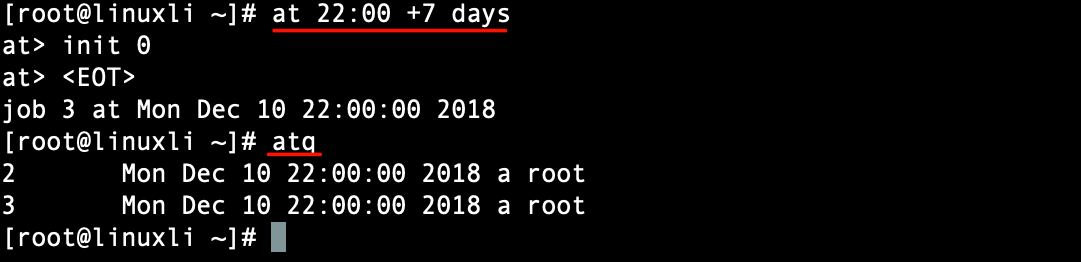 [root@linuxli ~]# at 22:00 +7 days
at> init 0
at> <EOT>
job 3 at Mon Dec 10 22:00:00 2018
[root@linuxli ~]# atq
2       Mon Dec 10 22:00:00 2018 a root
3       Mon Dec 10 22:00:00 2018 a root
[root@linuxli ~]#